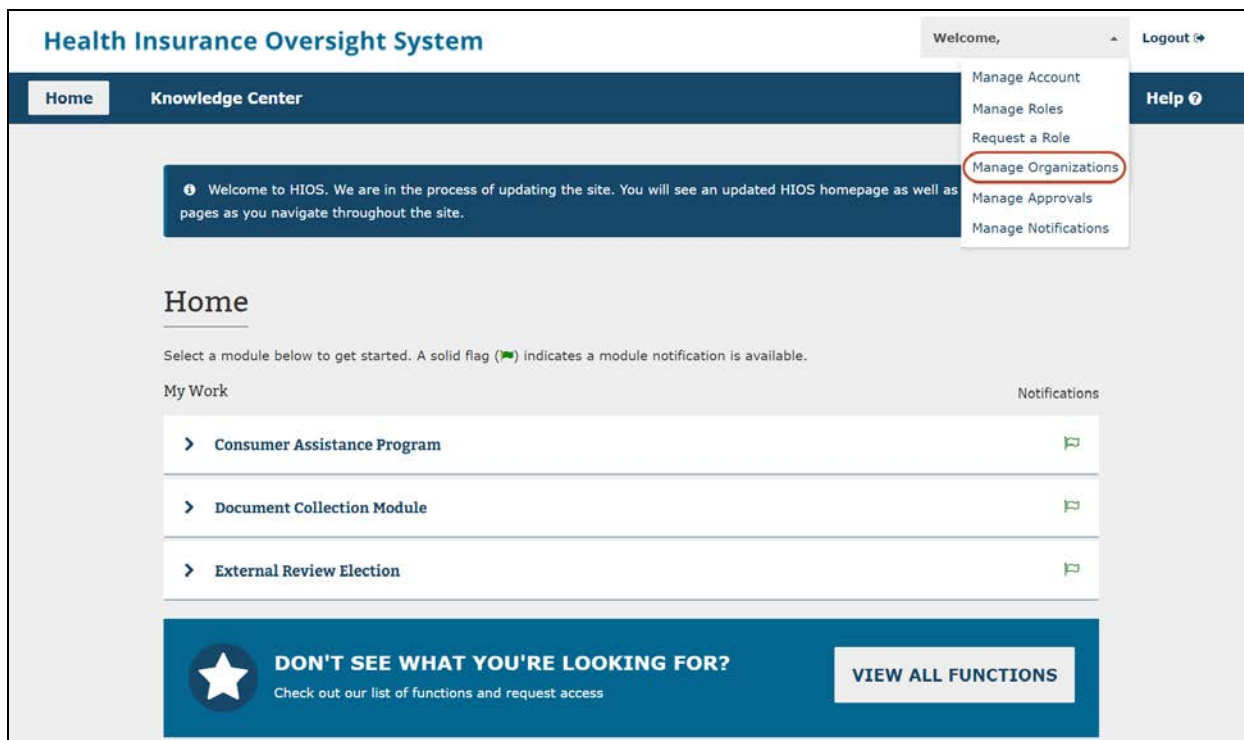 Health Insurance Oversight System
Welcome,
Logout
Home
Knowledge Center
Help
Manage Account
Manage Roles
Request a Role
Manage Organizations
Manage Approvals
Manage Notifications
Welcome to HIOS. We are in the process of updating the site. You will see an updated HIOS homepage as well as
pages as you navigate throughout the site.
Home
Select a module below to get started. A solid flag () indicates a module notification is available.
My Work
Notifications
Consumer Assistance Program
Document Collection Module
External Review Election
DON'T SEE WHAT YOU'RE LOOKING FOR?
Check out our list of functions and request access
VIEW ALL FUNCTIONS